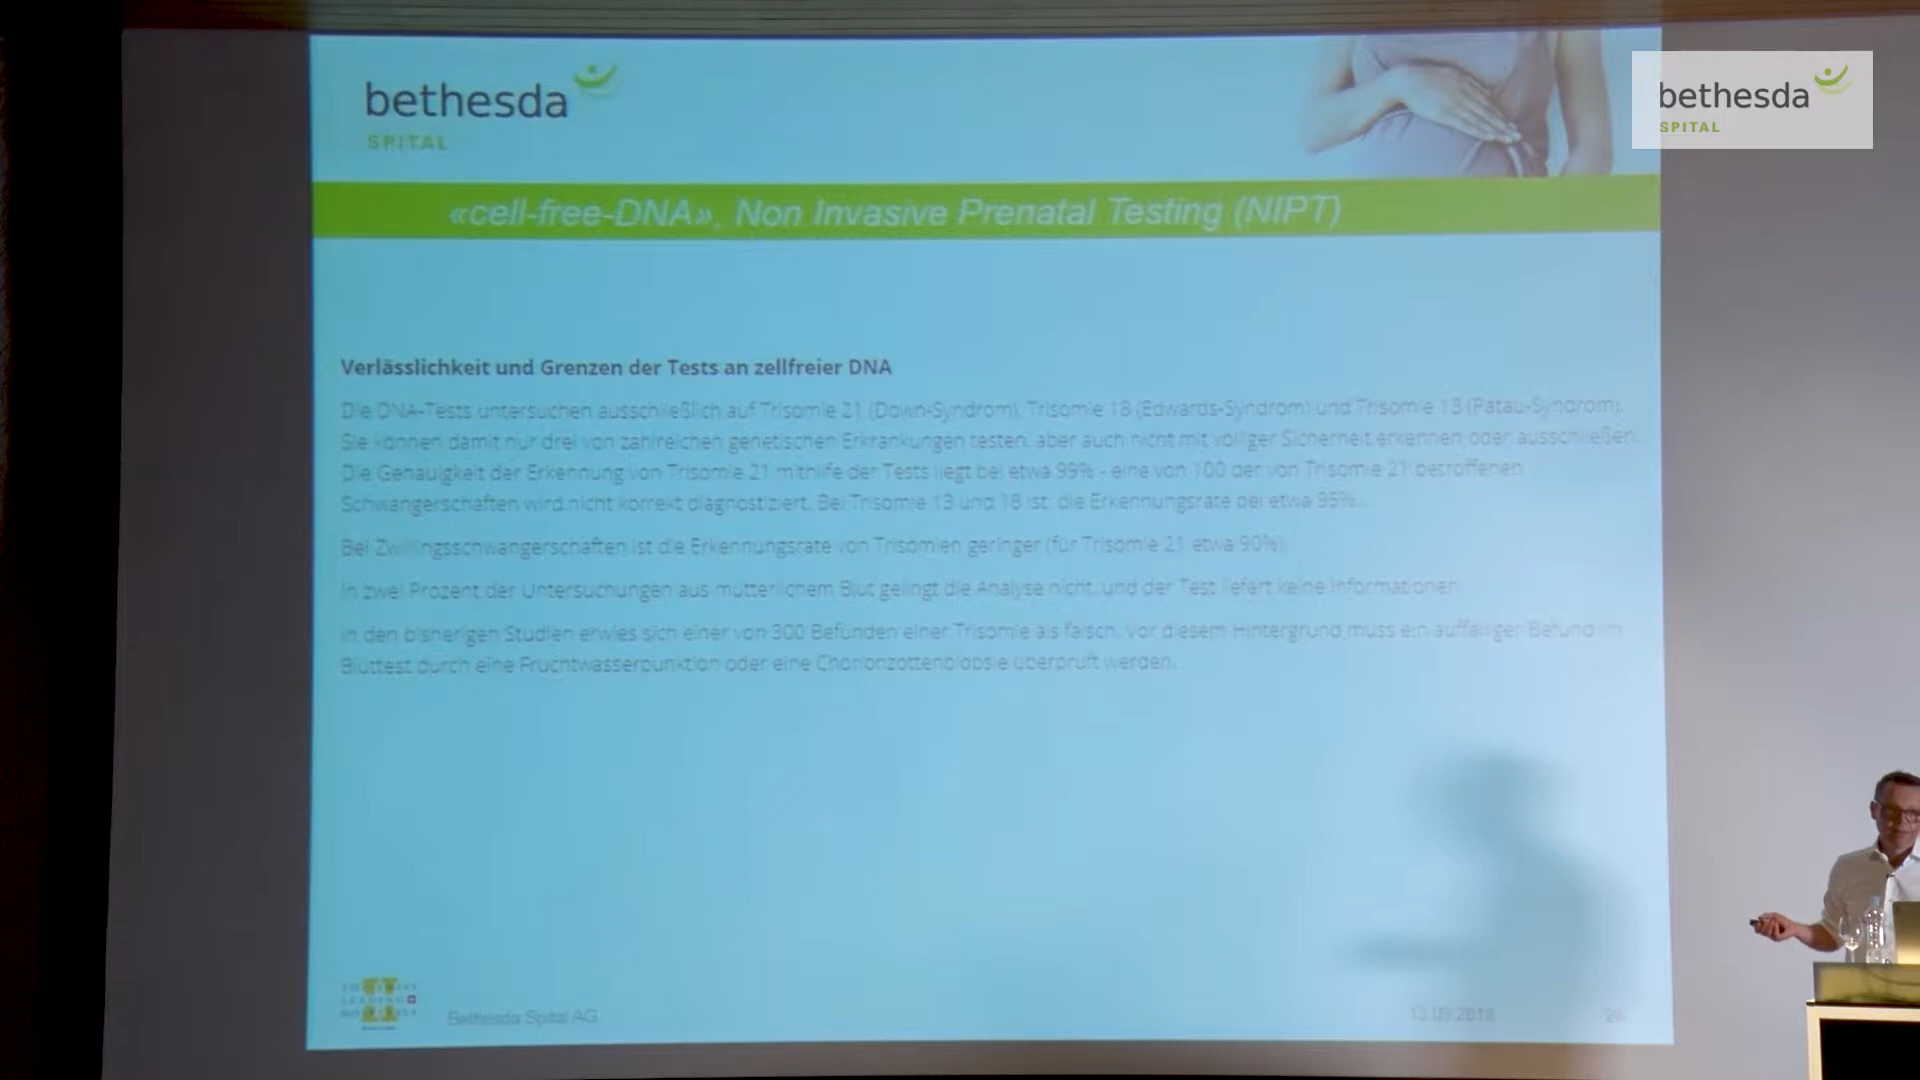 bethesda
SPITAL
bethesda
SPITAL
«cell-free-DNA», Non Invasive Prenatal Testing (NIPT)
Verlässlichkeit und Grenzen der Tests an zellfreier DNA
Die DNA-Tests untersuchen ausschließlich auf Trisomie 21 (Down-Syndrom), Trisomie 18 (Edwards-Syndrom) und Trisomie 13 (Patau-Syndrom).
Sie können damit nur drei von zahlreichen genetischen Erkrankungen testen, aber auch nicht mit völliger Sicherheit erkennen oder ausschließen.
Die Genauigkeit der Erkennung von Trisomie 21 mithilfe der Tests liegt bei etwa 99% - eine von 100 der von Trisomie 21 betroffenen
Schwangerschaften wird nicht korrekt diagnostiziert. Bei Trisomie 13 und 18 ist die Erkennungsrate bei etwa 95%.
Bei Zwillingsschwangerschaften ist die Erkennungsrate von Trisomien geringer (für Trisomie 21 etwa 90%).
In zwei Prozent der Untersuchungen aus mütterlichem Blut gelingt die Analyse nicht, und der Test liefert keine Informationen.
In den bisherigen Studien erwies sich einer von 300 Befunden einer Trisomie als falsch. Vor diesem Hintergrund muss ein auffälliger Befund im
Bluttest durch eine Fruchtwasserpunktion oder eine Chorionzottenbiopsie überprüft werden.
Bethesda Spital AG
13.09.2018